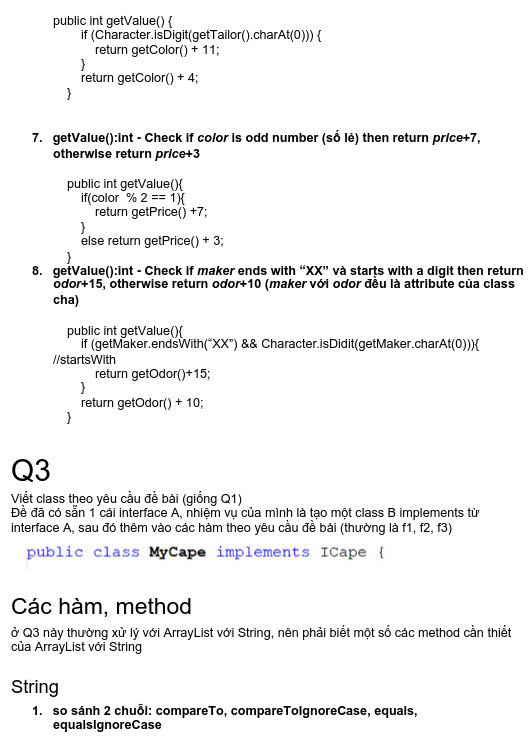 public int getValue() {
if (Character.isDigit(getTailor().charAt(0))) {
return getColor() + 11;
}
return getColor() + 4;
}
7. getValue():int - Check if color is odd number (số lẻ) then return price+7,
otherwise return price+3
public int getValue(){
if(color % 2 == 1){
return getPrice() +7;
}
else return getPrice() + 3;
}
8. getValue():int - Check if maker ends with “XX” và starts with a digit then return
odor+15, otherwise return odor+10 (maker với odor đều là attribute của class
cha)
public int getValue(){
if (getMaker.endsWith(“XX”) && Character.isDidit(getMaker.charAt(0))){
//startsWith
return getOdor()+15;
}
return getOdor() + 10;
}
Q3
Viết class theo yêu cầu đề bài (giống Q1)
Đề đã có sẵn 1 cái interface A, nhiệm vụ của mình là tạo một class B implements từ
interface A, sau đó thêm vào các hàm theo yêu cầu đề bài (thường là f1, f2, f3)
public class MyCape implements ICape {
Các hàm, method
ở Q3 này thường xử lý với ArrayList với String, nên phải biết một số các method cần thiết
của ArrayList với String
String
1. so sánh 2 chuỗi: compareTo, compareToIgnoreCase, equals,
equalsIgnoreCase